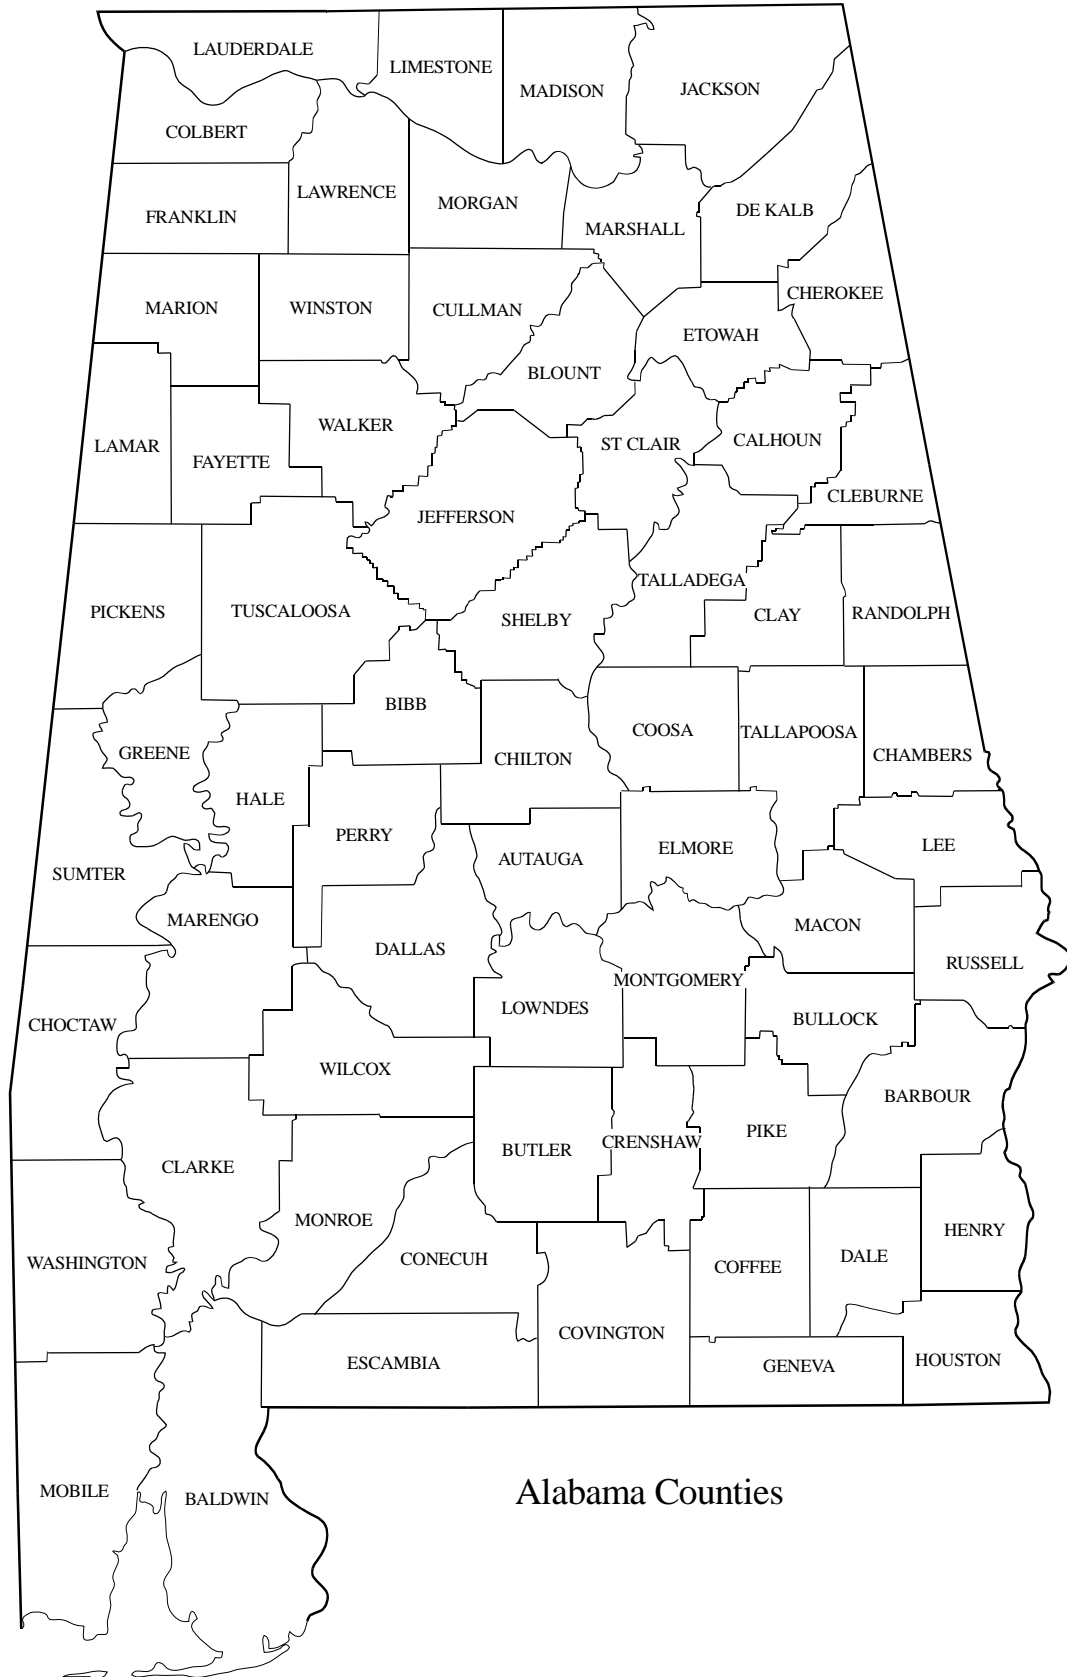 LAUDERDALE
LIMESTONE
MADISON
JACKSON
COLBERT
LAWRENCE
MORGAN
FRANKLIN
MARSHALL
DE KALB
MARION
WINSTON
CULLMAN
CHEROKEE
ETOWAH
BLOUNT
WALKER
LAMAR
FAYETTE
ST CLAIR
CALHOUN
CLEBURNE
JEFFERSON
PICKENS
TUSCALOOSA
SHELBY
TALLADEGA
CLAY
RANDOLPH
BIBB
GREENE
COOSA
TALLAPOOSA
CHAMBERS
CHILTON
HALE
PERRY
AUTAUGA
ELMORE
LEE
SUMTER
MARENGO
DALLAS
MACON
RUSSELL
MONTGOMERY
LOWNDES
BULLOCK
CHOCTAW
WILCOX
BARBOUR
CLARKE
BUTLER
CRENSHAW
PIKE
MONROE
HENRY
WASHINGTON
CONECUH
COFFEE
DALE
COVINGTON
ESCAMBIA
GENEVA
HOUSTON
MOBILE
BALDWIN
Alabama Counties